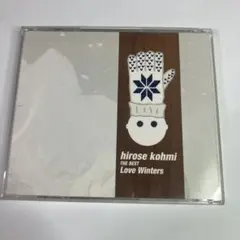 hirose kohmi
THE BEST
Love Winters